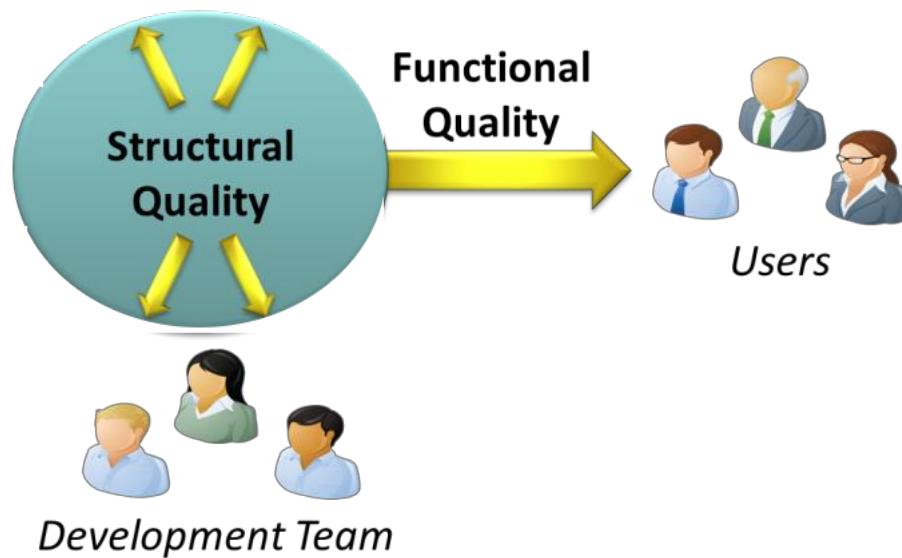 Functional
Quality
Structural
Quality
Users
Development Team